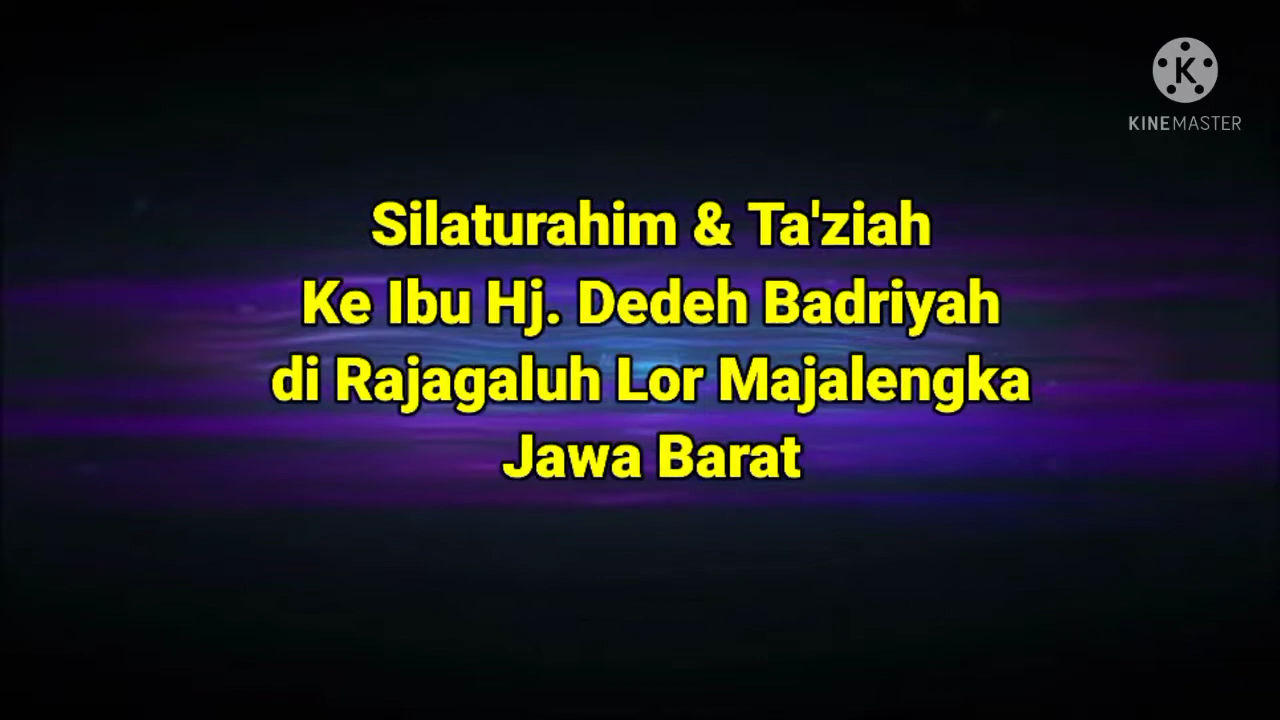 KINEMASTER
Silaturahim & Ta'ziah
Ke Ibu Hj. Dedeh Badriyah
di Rajagaluh Lor Majalengka
Jawa Barat